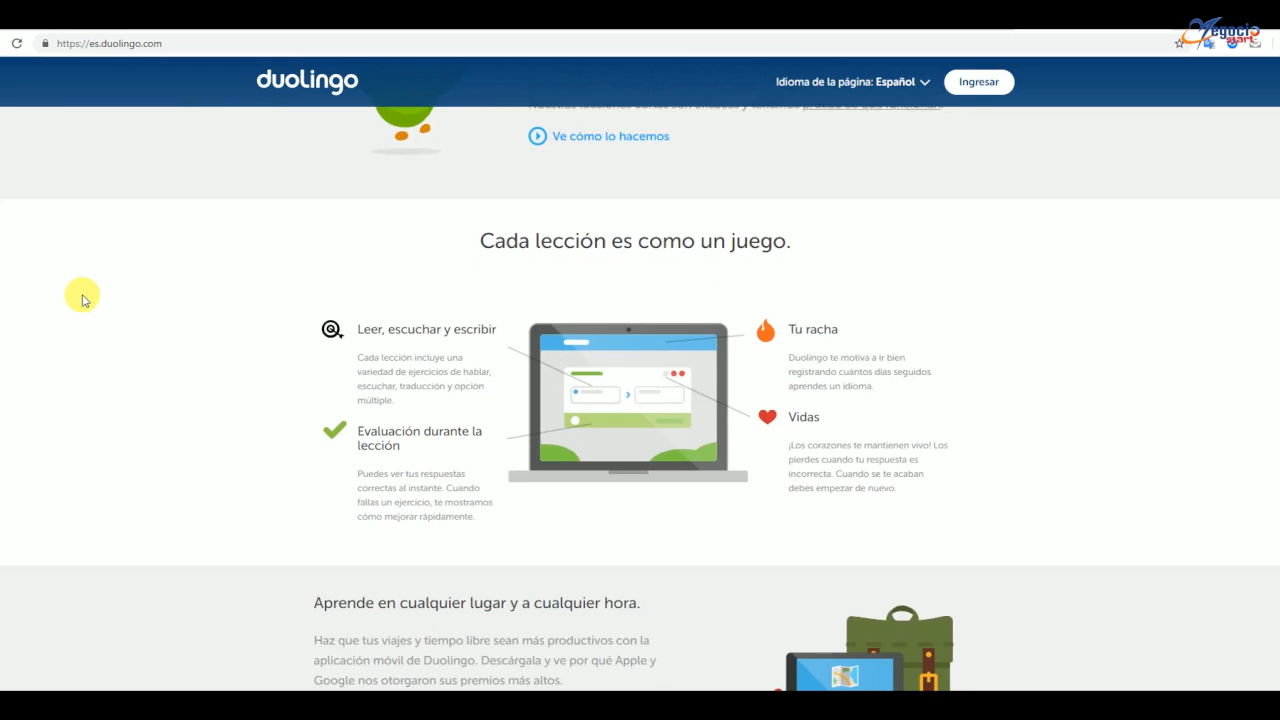 Negocio
Start
https://es.duolingo.com
duolingo
Idioma de la página: Español
Ingresar
Ve cómo lo hacemos
Cada lección es como un juego.
Leer, escuchar y escribir
Cada lección incluye una
variedad de ejercicios de hablar,
escuchar, traducción y opción
múltiple.
Evaluación durante la
lección
Puedes ver tus respuestas
correctas al instante. Cuando
fallas un ejercicio, te mostramos
cómo mejorar rápidamente.
Tu racha
Duolingo te motiva a ir bien
registrando cuántos días seguidos
aprendes un idioma.
Vidas
¡Los corazones te mantienen vivo! Los
pierdes cuando tu respuesta es
incorrecta. Cuando se te acaban
debes empezar de nuevo.
Aprende en cualquier lugar y a cualquier hora.
Haz que tus viajes y tiempo libre sean más productivos con la
aplicación móvil de Duolingo. Descárgala y ve por qué Apple y
Google nos otorgaron sus premios más altos.